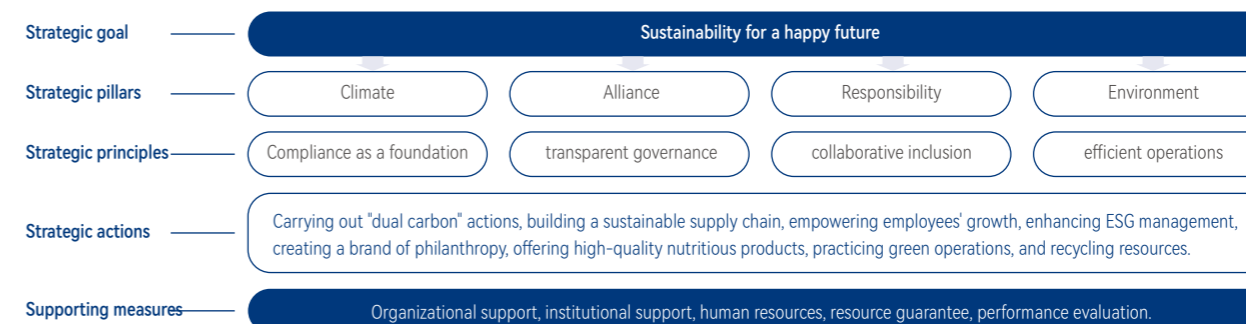 Strategic goal
Sustainability for a happy future
Strategic pillars
Climate
Alliance
Responsibility
Environment
Strategic principles
Compliance as a foundation
transparent governance
collaborative inclusion
efficient operations
Strategic actions
Carrying out "dual carbon" actions, building a sustainable supply chain, empowering employees' growth, enhancing ESG management,
creating a brand of philanthropy, offering high-quality nutritious products, practicing green operations, and recycling resources.
Supporting measures
Organizational support, institutional support, human resources, resource guarantee, performance evaluation.